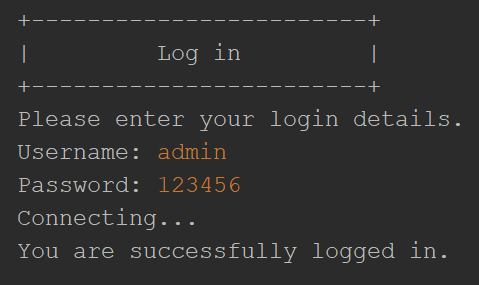 +------------------------+
|         Log in         |
+------------------------+
Please enter your login details.
Username: admin
Password: 123456
Connecting...
You are successfully logged in.